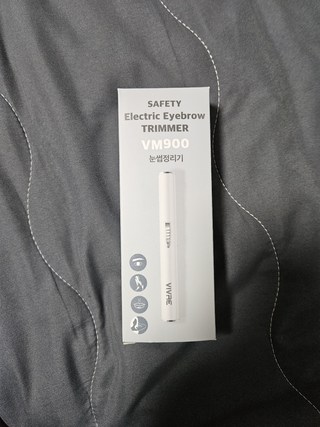 SAFETY
Electric Eyebrow
TRIMMER
VM900
눈썹정리기
VIVRE